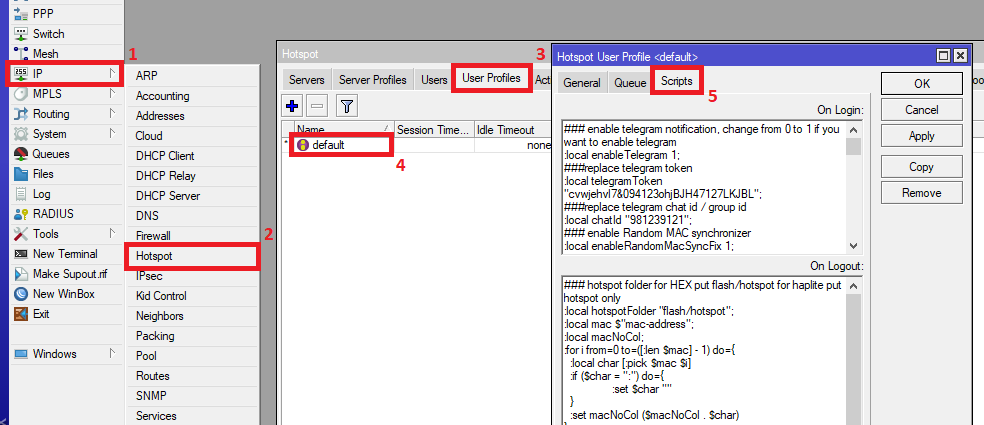 PPP
Switch
Mesh
1
IP
MPLS
Routing
System
Queues
Files
Log
RADIUS
Tools
New Terminal
Make Supout.rif
New WinBox
Exit
Windows
ARP
Accounting
Addresses
Cloud
DHCP Client
DHCP Relay
DHCP Server
DNS
Firewall
2
Hotspot
IPsec
Kid Control
Neighbors
Packing
Pool
Routes
SNMP
Services
Hotspot
3
Servers Server Profiles Users User Profiles Act
Name Session Time... Idle Timeout
* default none
4
Hotspot User Profile <default>
General Queue Scripts
5
On Login:
### enable telegram notification, change from 0 to 1 if you
want to enable telegram
:local enableTelegram 1;
###replace telegram token
:local telegramToken
"cvwjehvl7&094123ohjBJH47127LKJBL";
###replace telegram chat id / group id
:local chatId "981239121";
### enable Random MAC synchronizer
:local enableRandomMacSyncFix 1;
On Logout:
### hotspot folder for HEX put flash/hotspot for haplite put
hotspot only
:local hotspotFolder "flash/hotspot";
:local mac $"mac-address";
:local macNoCol;
:for i from=0 to=([:len $mac] - 1) do={
:local char [:pick $mac $i]
:if ($char = ":") do={
:set $char ""
}
:set macNoCol ($macNoCol . $char)
OK
Cancel
Apply
Copy
Remove